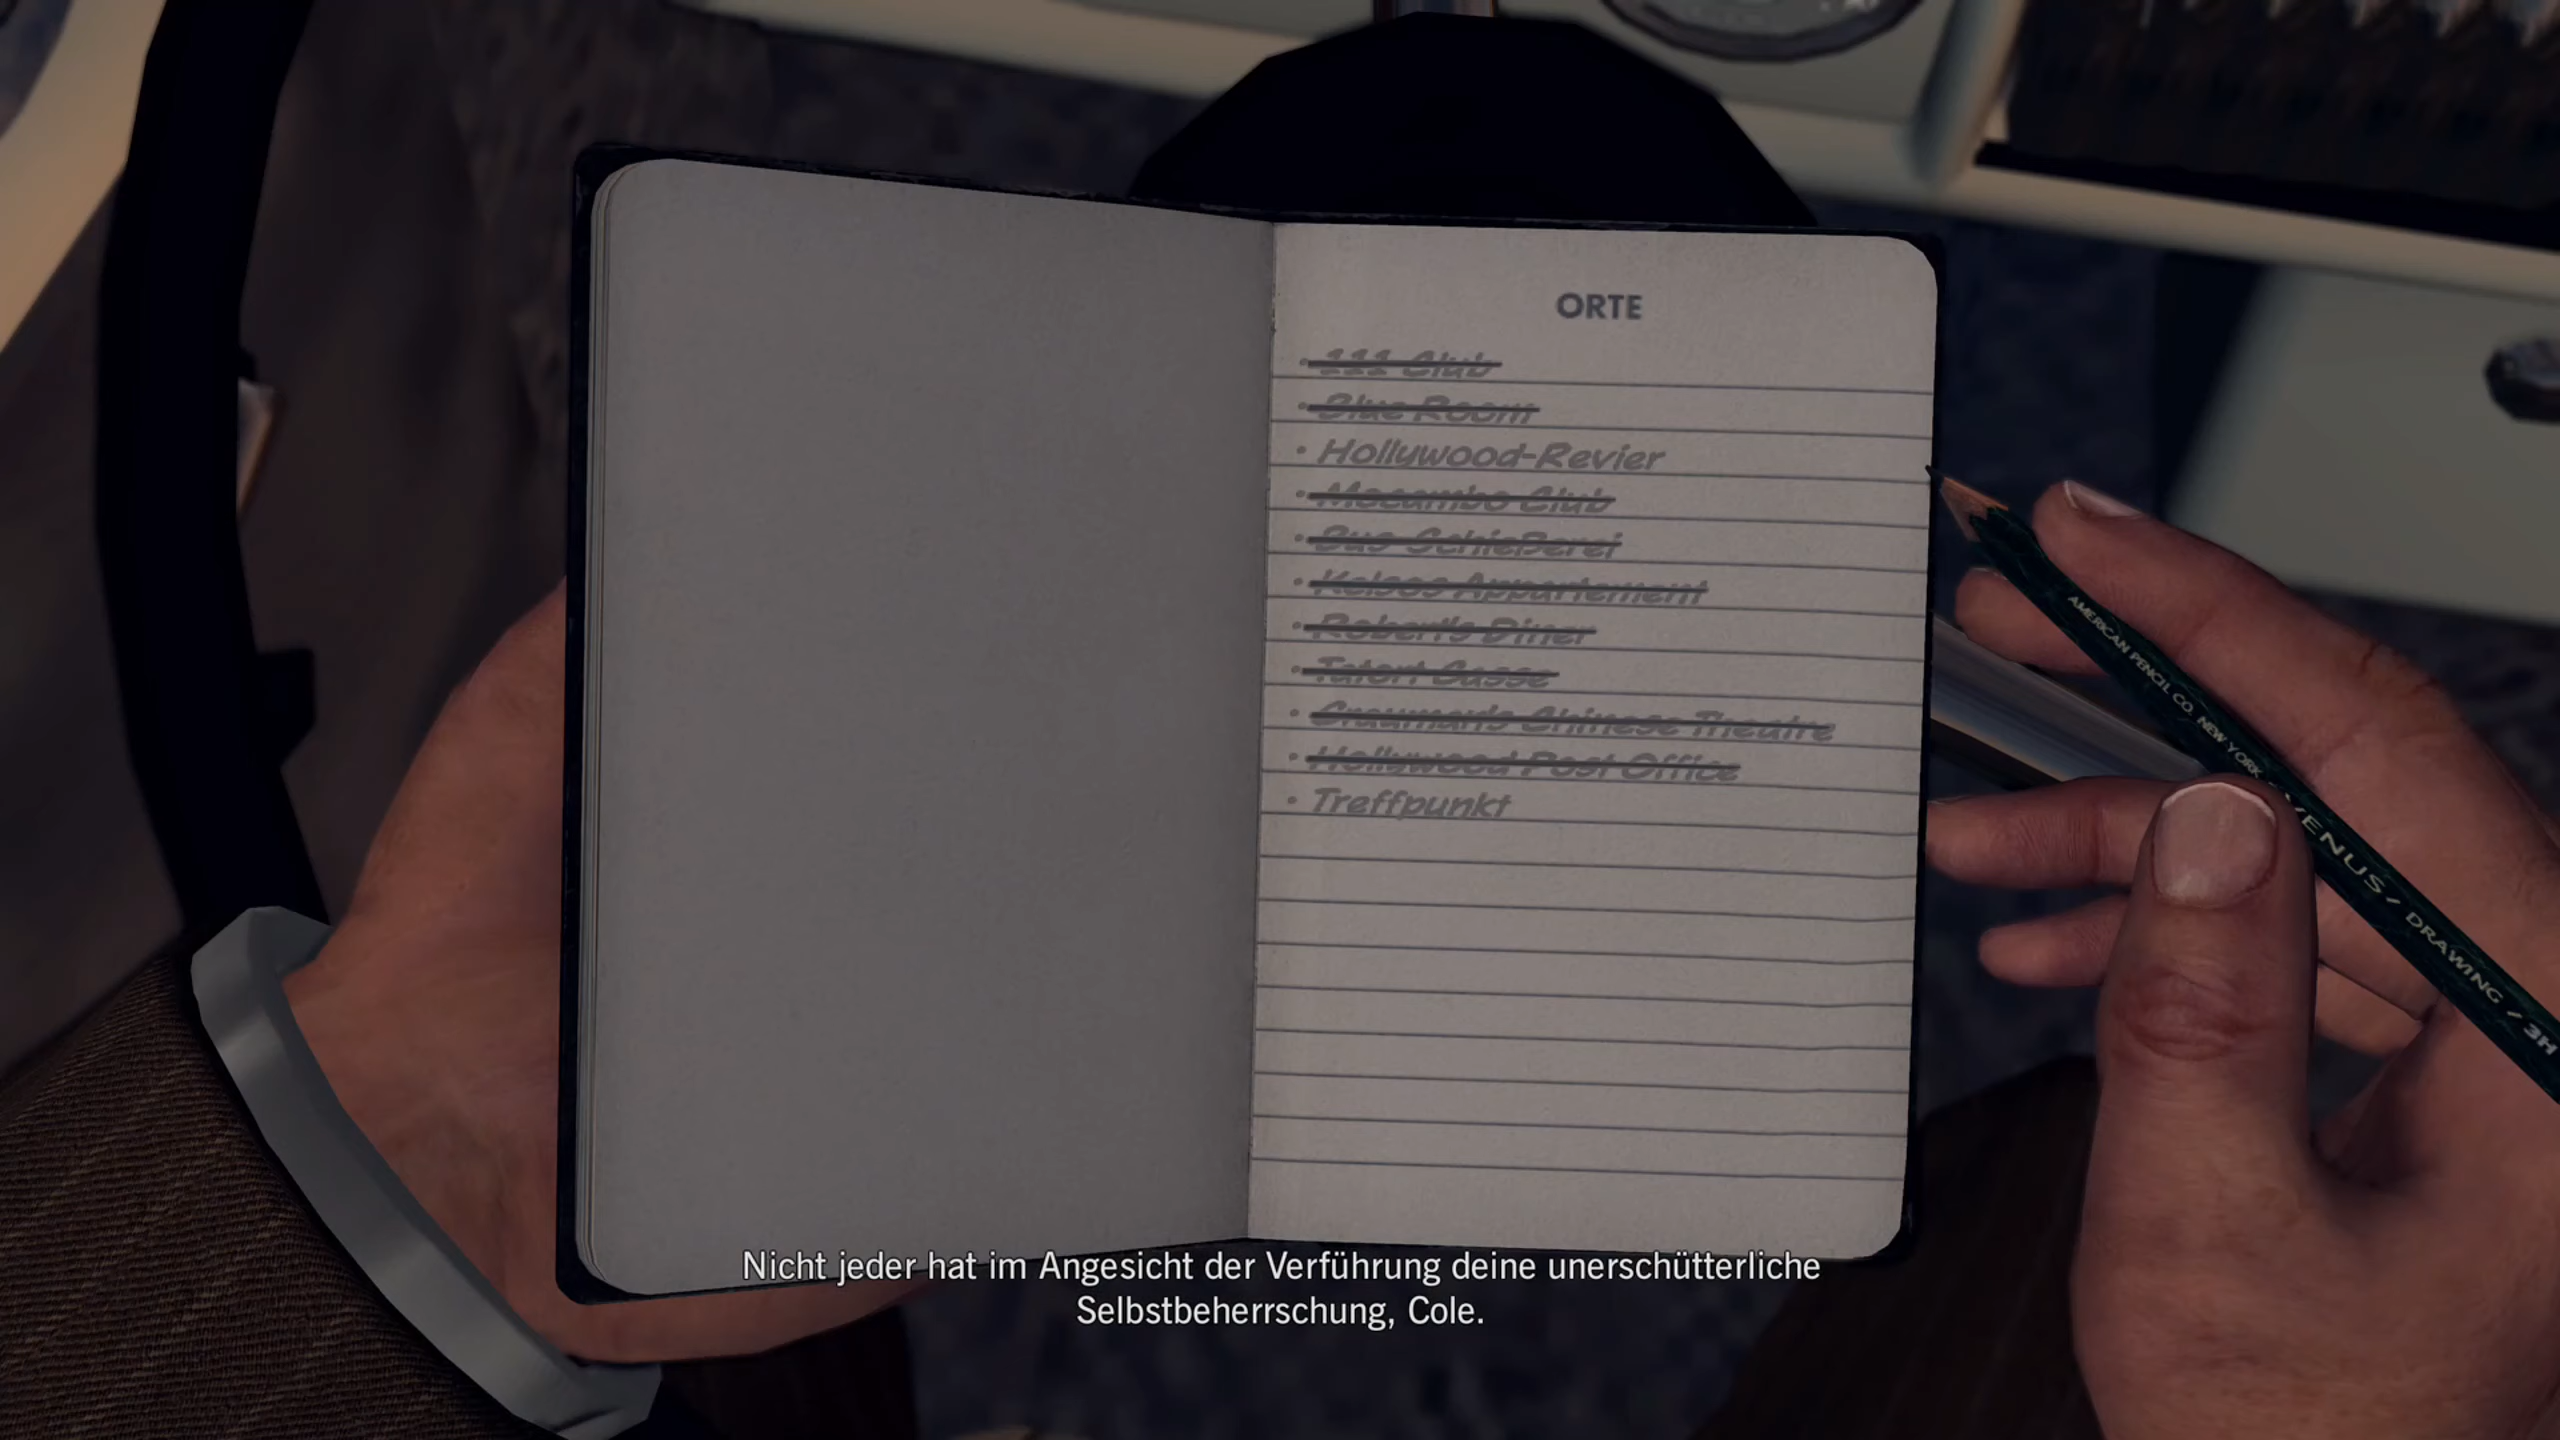 ORTE
• 111 Club
• Blue Room
• Hollywood-Revier
• Mocambo Club
• Bus Schießerei
• Kelsos Appartement
• Robert's Diner
• Tatort Gasse
• Grauman's Chinese Theatre
• Hollywood Post Office
• Treffpunkt
AMERICAN PENCIL CO. NEW YORK VENUS / DRAWING / 3H
Nicht jeder hat im Angesicht der Verführung deine unerschütterliche
Selbstbeherrschung, Cole.